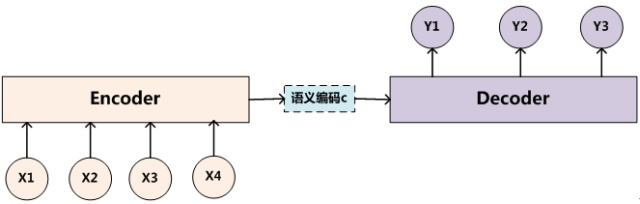 Y1 Y2 Y3
Encoder 语义编码c Decoder
X1 X2 X3 X4